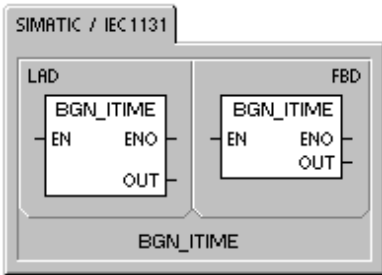 SIMATIC / IEC1131
LAD
FBD
BGN_ITIME
EN ENO
OUT
BGN_ITIME
EN ENO
OUT
BGN_ITIME